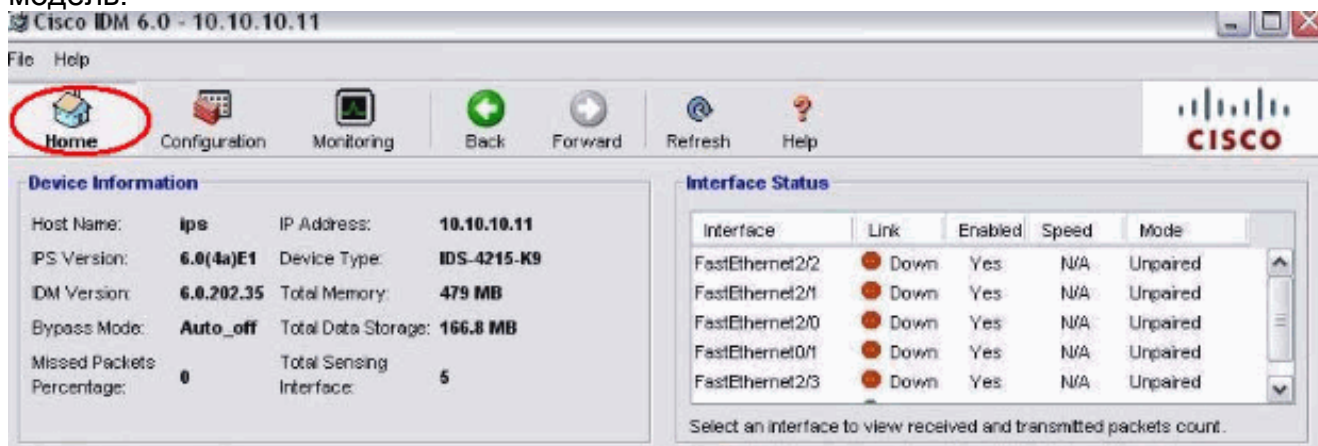 модель.
Cisco IDM 6.0 - 10.10.10.11
File Help
Home Configuration Monitoring Back Forward Refresh Help
CISCO
Device Information
Host Name: ips IP Address: 10.10.10.11
IPS Version: 6.0(4a)E1 Device Type: IDS-4215-K9
IDM Version: 6.0.202.35 Total Memory: 479 MB
Bypass Mode: Auto_off Total Data Storage: 166.8 MB
Missed Packets Percentage: 0 Total Sensing Interface: 5
Interface Status
Interface Link Enabled Speed Mode
FastEthernet2/2 Down Yes N/A Unpaired
FastEthernet2/1 Down Yes N/A Unpaired
FastEthernet2/0 Down Yes N/A Unpaired
FastEthernet0/1 Down Yes N/A Unpaired
FastEthernet2/3 Down Yes N/A Unpaired
Select an interface to view received and transmitted packets count.